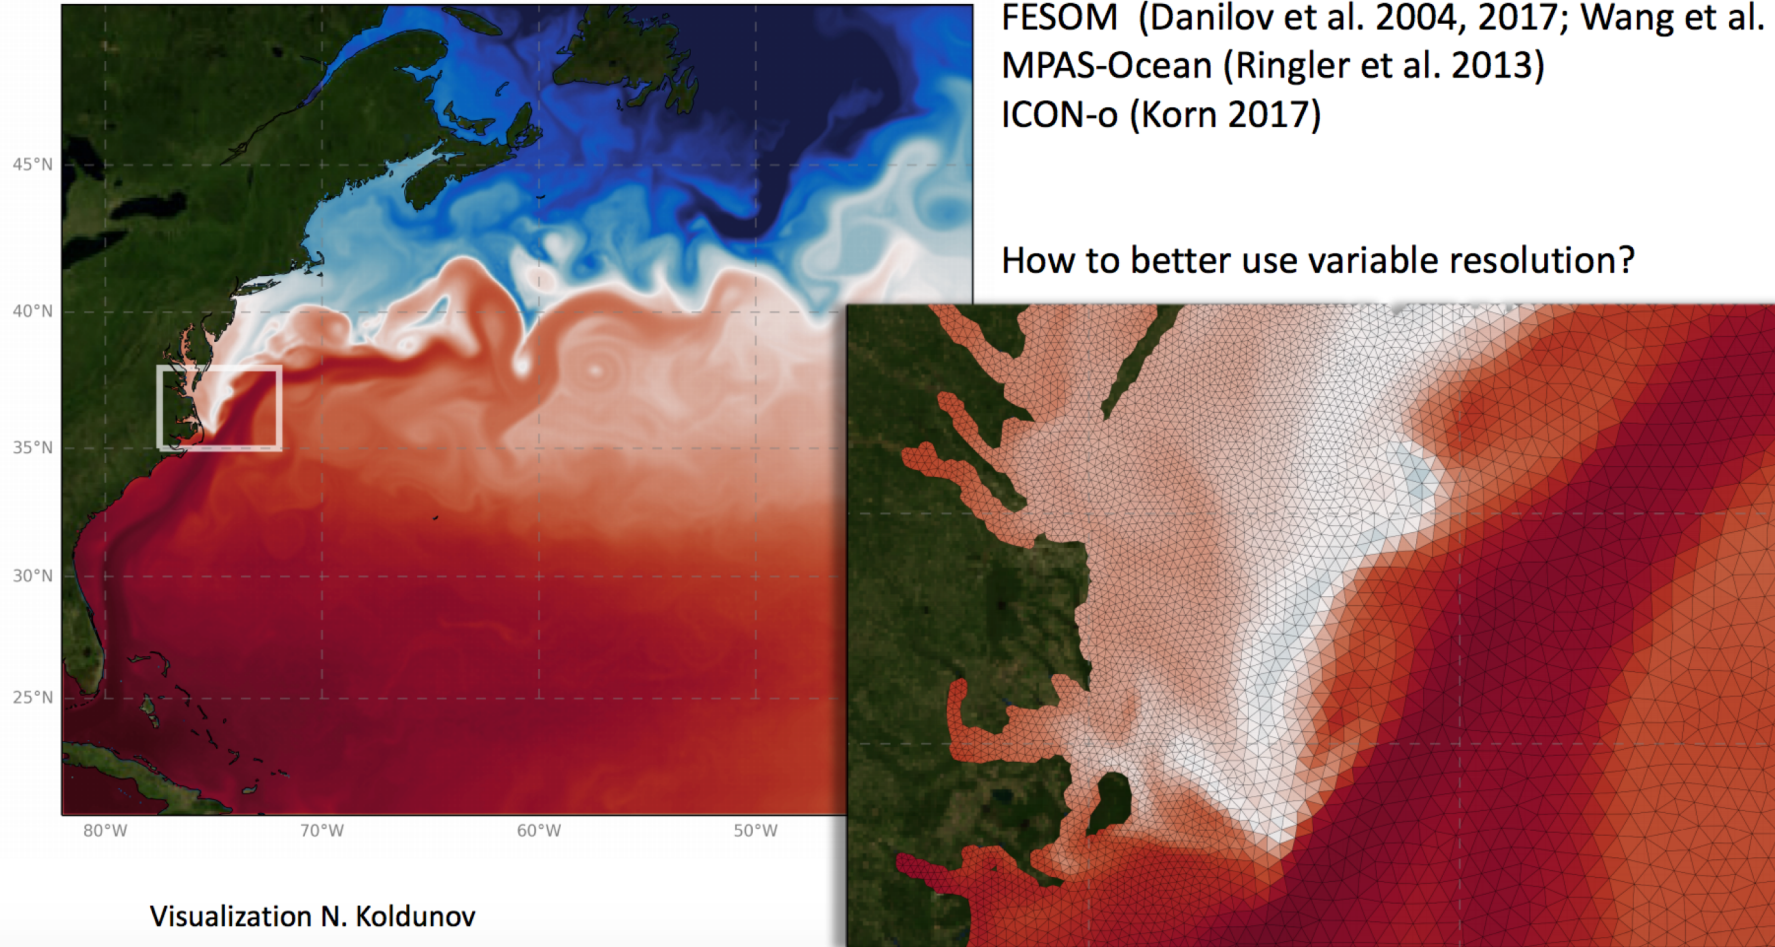 FESOM (Danilov et al. 2004, 2017; Wang et al.
MPAS-Ocean (Ringler et al. 2013)
ICON-o (Korn 2017)
How to better use variable resolution?
45°N
40°N
35°N
30°N
25°N
80°W
70°W
60°W
50°W
Visualization N. Koldunov